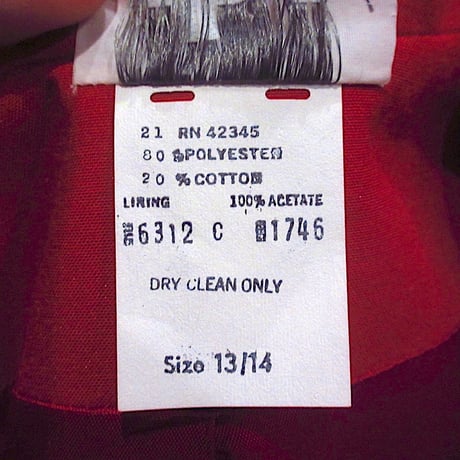 21 RN 42345
80 %POLYESTER
20 % COTTON
LINING 100% ACETATE
6312 C 1746
DRY CLEAN ONLY
Size 13/14